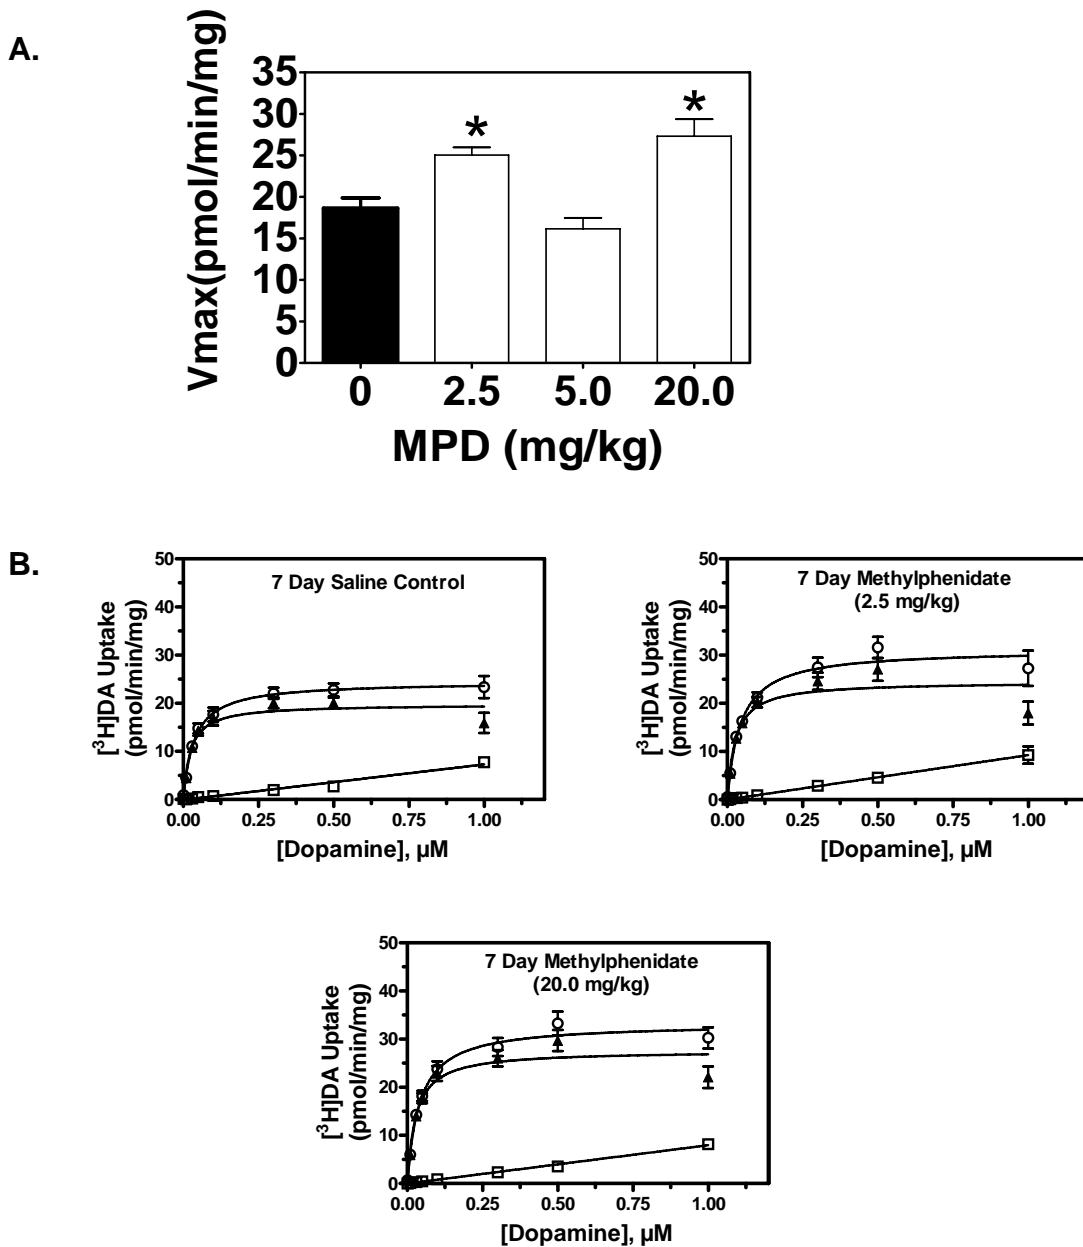 A.
Vmax(pmol/min/mg)
35
30
25
20
15
10
5
0
*
*
0 2.5 5.0 20.0
MPD (mg/kg)
B.
[³H]DA Uptake
(pmol/min/mg)
50
40
30
20
10
0
7 Day Saline Control
0.00 0.25 0.50 0.75 1.00
[Dopamine], µM
[³H]DA Uptake
(pmol/min/mg)
50
40
30
20
10
0
7 Day Methylphenidate
(2.5 mg/kg)
0.00 0.25 0.50 0.75 1.00
[Dopamine], µM
[³H]DA Uptake
(pmol/min/mg)
50
40
30
20
10
0
7 Day Methylphenidate
(20.0 mg/kg)
0.00 0.25 0.50 0.75 1.00
[Dopamine], µM